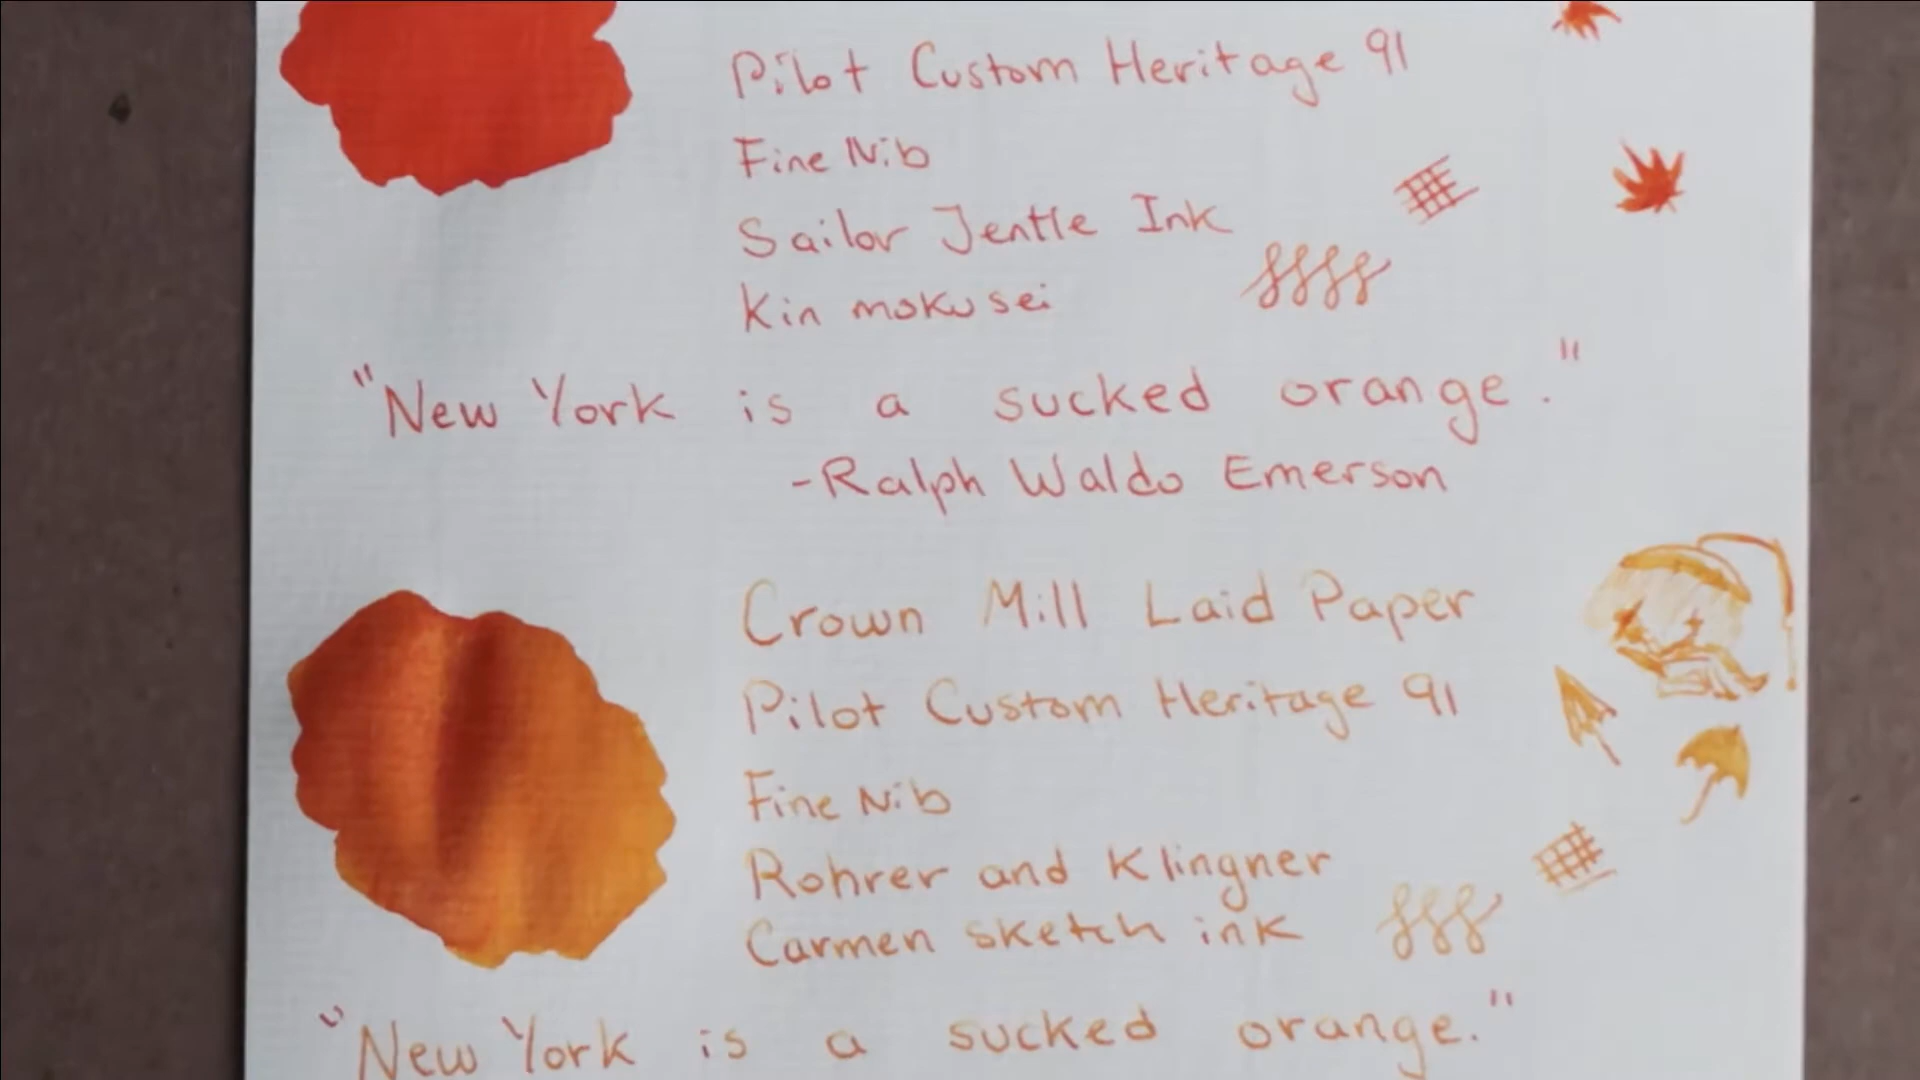 Pilot Custom Heritage 91
Fine Nib
Sailor Jentle Ink
Kin mokusei
"New York is a sucked orange."
-Ralph Waldo Emerson
Crown Mill Laid Paper
Pilot Custom Heritage 91
Fine Nib
Rohrer and Klingner
Carmen sketch ink
"New York is a sucked orange."